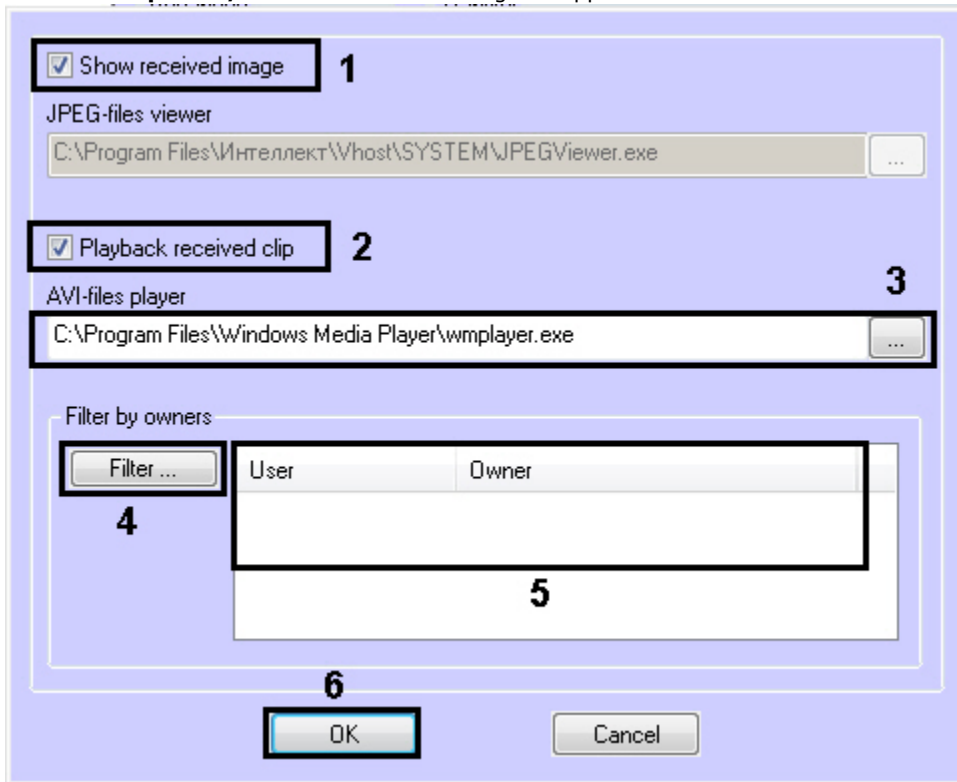 Show received image 1
JPEG-files viewer
C:\Program Files\Интеллект\Vhost\SYSTEM\JPEGViewer.exe ...
Playback received clip 2
AVI-files player 3
C:\Program Files\Windows Media Player\wmplayer.exe ...
Filter by owners
Filter ... User Owner
4
5
6
OK Cancel